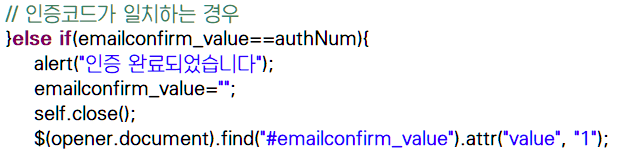 // 인증코드가 일치하는 경우
}else if(emailconfirm_value==authNum){
alert("인증 완료되었습니다");
emailconfirm_value="";
self.close();
$(opener.document).find("#emailconfirm_value").attr("value", "1");